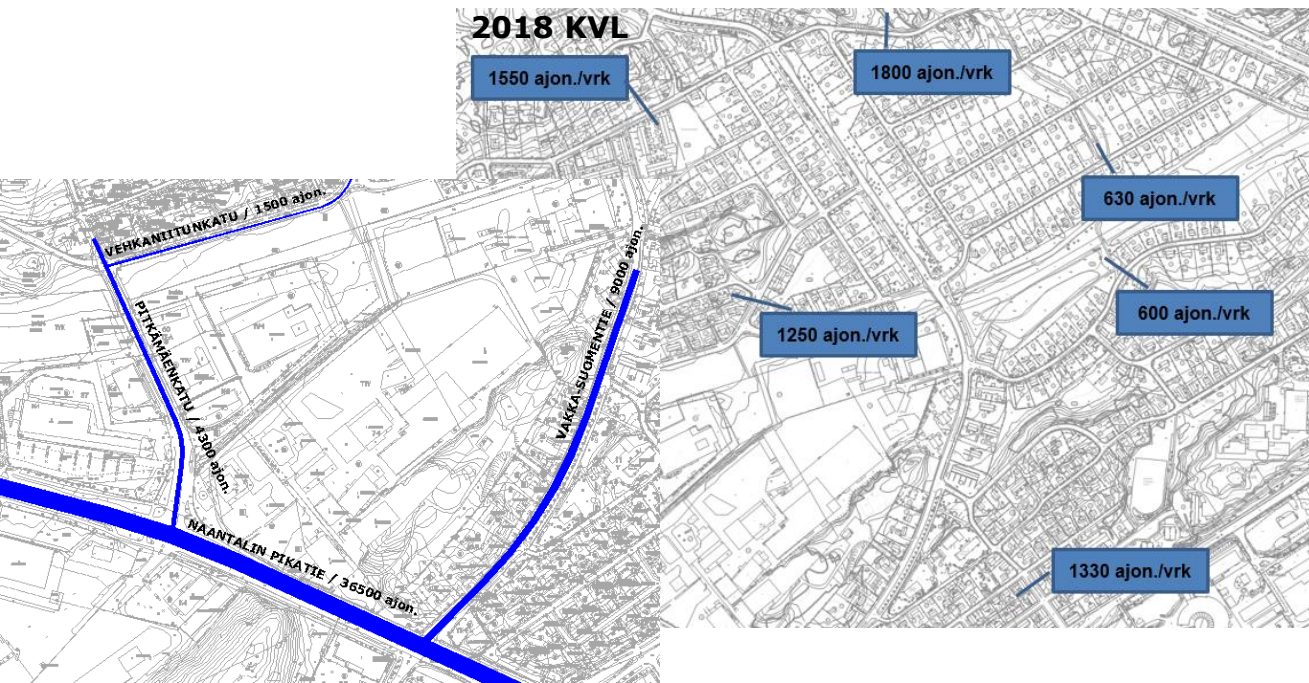 2018 KVL
1550 ajon./vrk
1800 ajon./vrk
630 ajon./vrk
600 ajon./vrk
1250 ajon./vrk
1330 ajon./vrk
VEHKANIITUNKATU / 1500 ajon.
PITKÄMÄENKATU / 4300 ajon.
VAKKA-SUOMENTIE / 9000 ajon.
NAANTALIN PIKATIE / 36500 ajon.